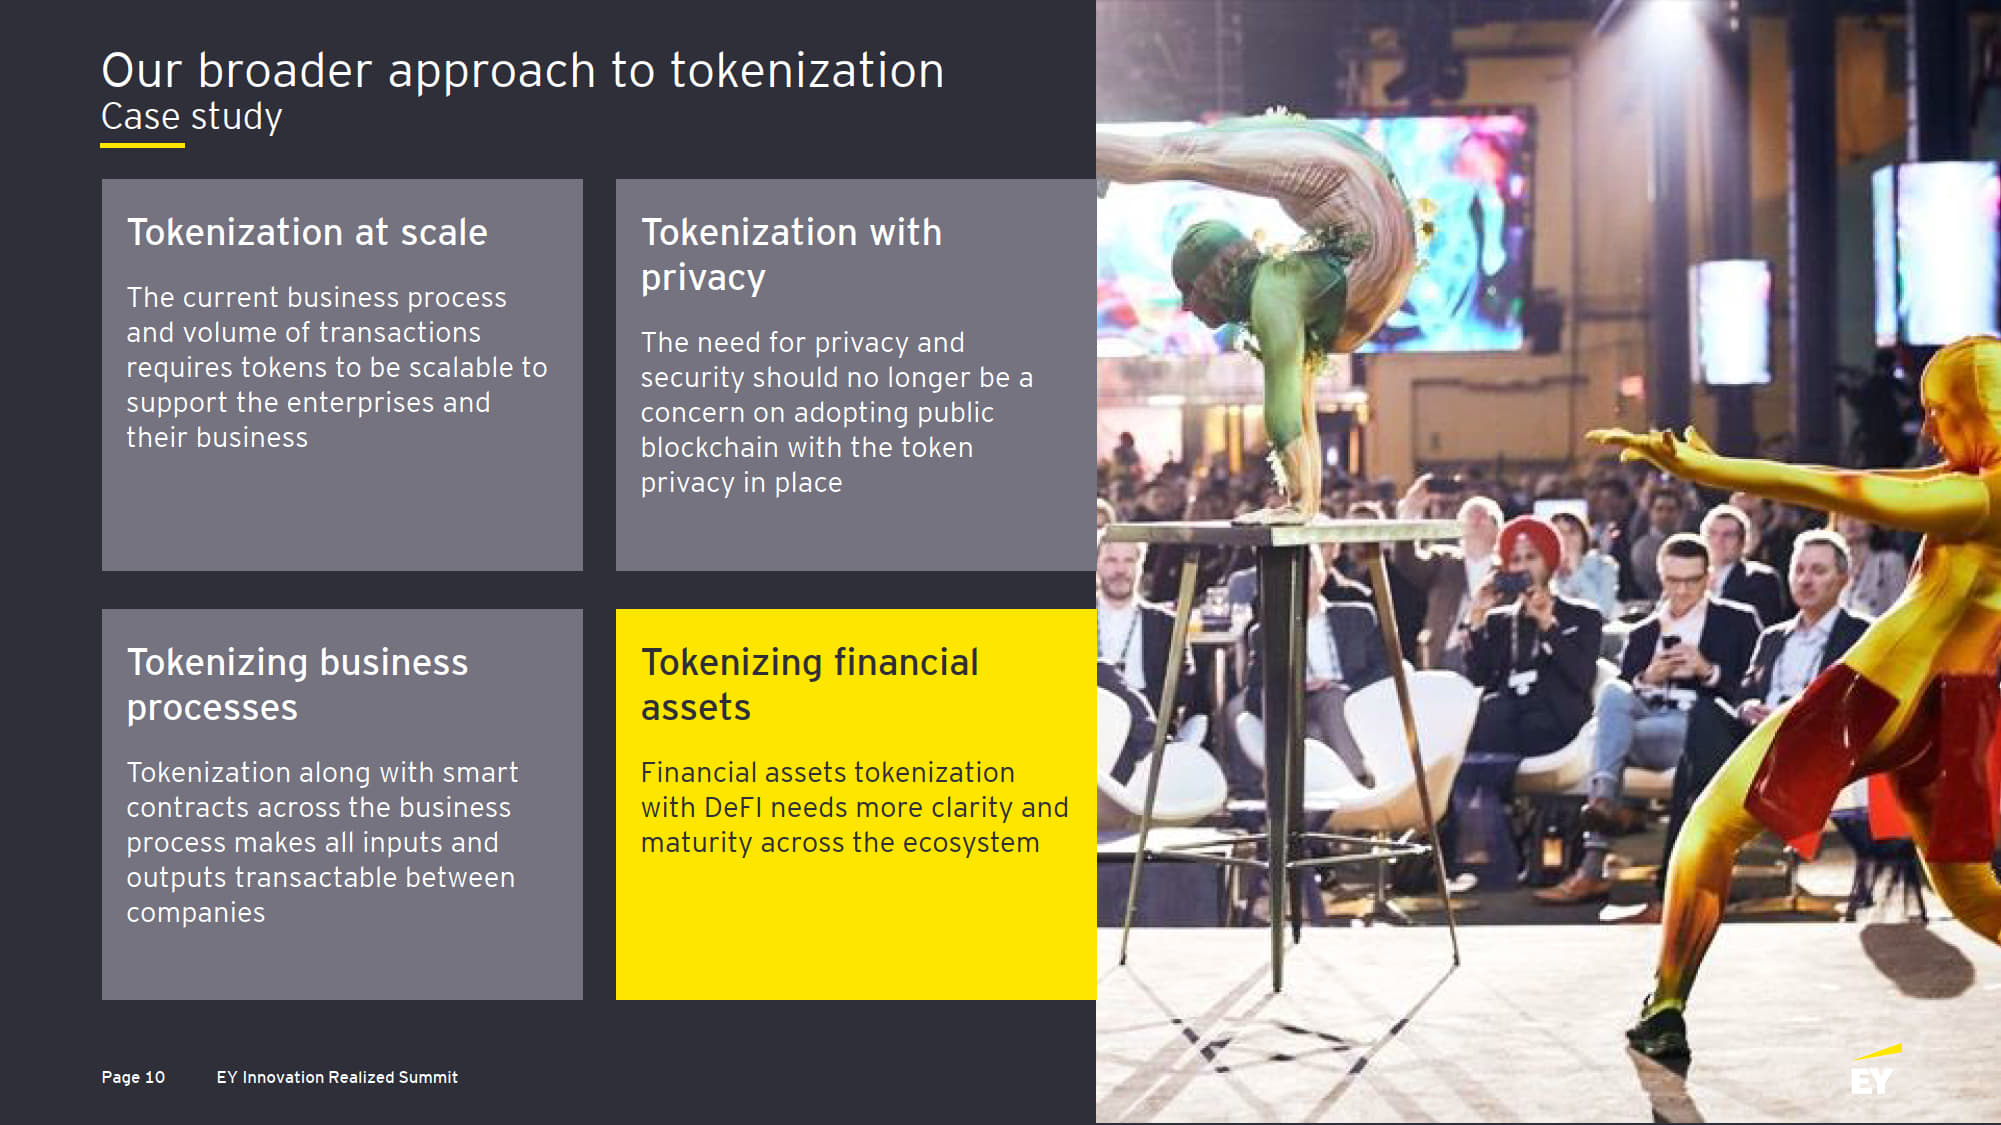 Our broader approach to tokenization
Case study
Tokenization at scale
The current business process
and volume of transactions
requires tokens to be scalable to
support the enterprises and
their business
Tokenization with
privacy
The need for privacy and
security should no longer be a
concern on adopting public
blockchain with the token
privacy in place
Tokenizing business
processes
Tokenization along with smart
contracts across the business
process makes all inputs and
outputs transactable between
companies
Tokenizing financial
assets
Financial assets tokenization
with DeFI needs more clarity and
maturity across the ecosystem
Page 10
EY Innovation Realized Summit
EY